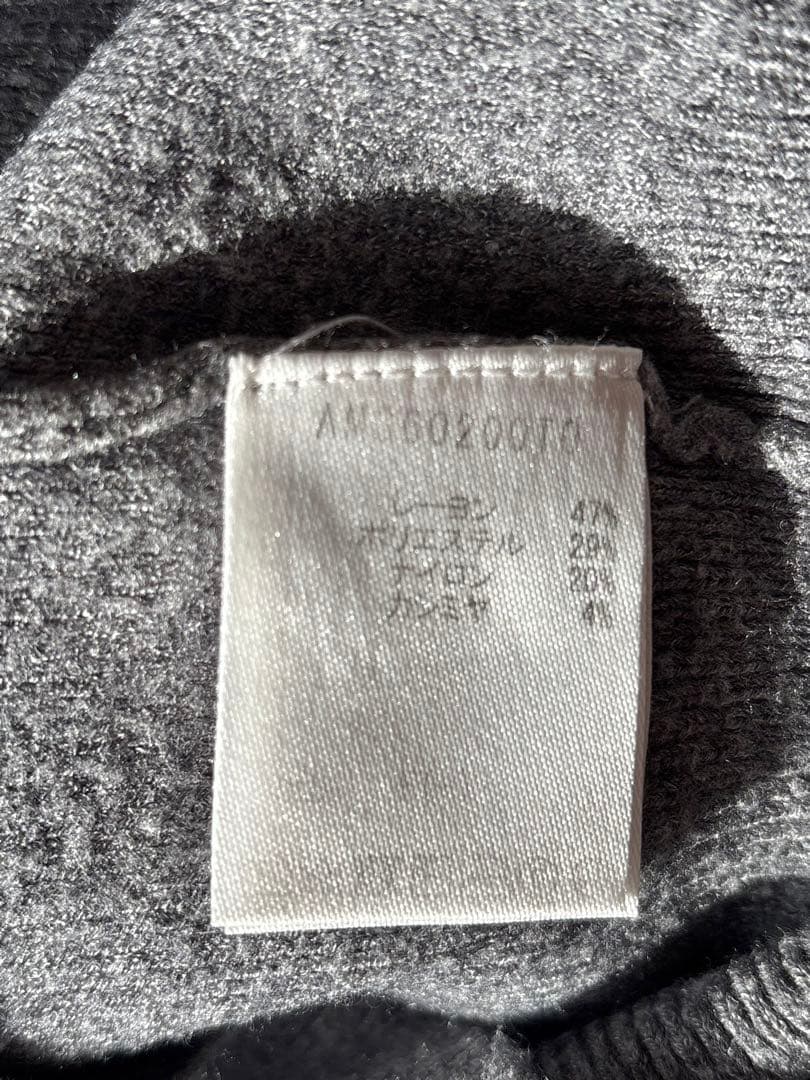 AM360200TO
レーヨン 47%
ポリエステル 29%
ナイロン 20%
カシミヤ 4%